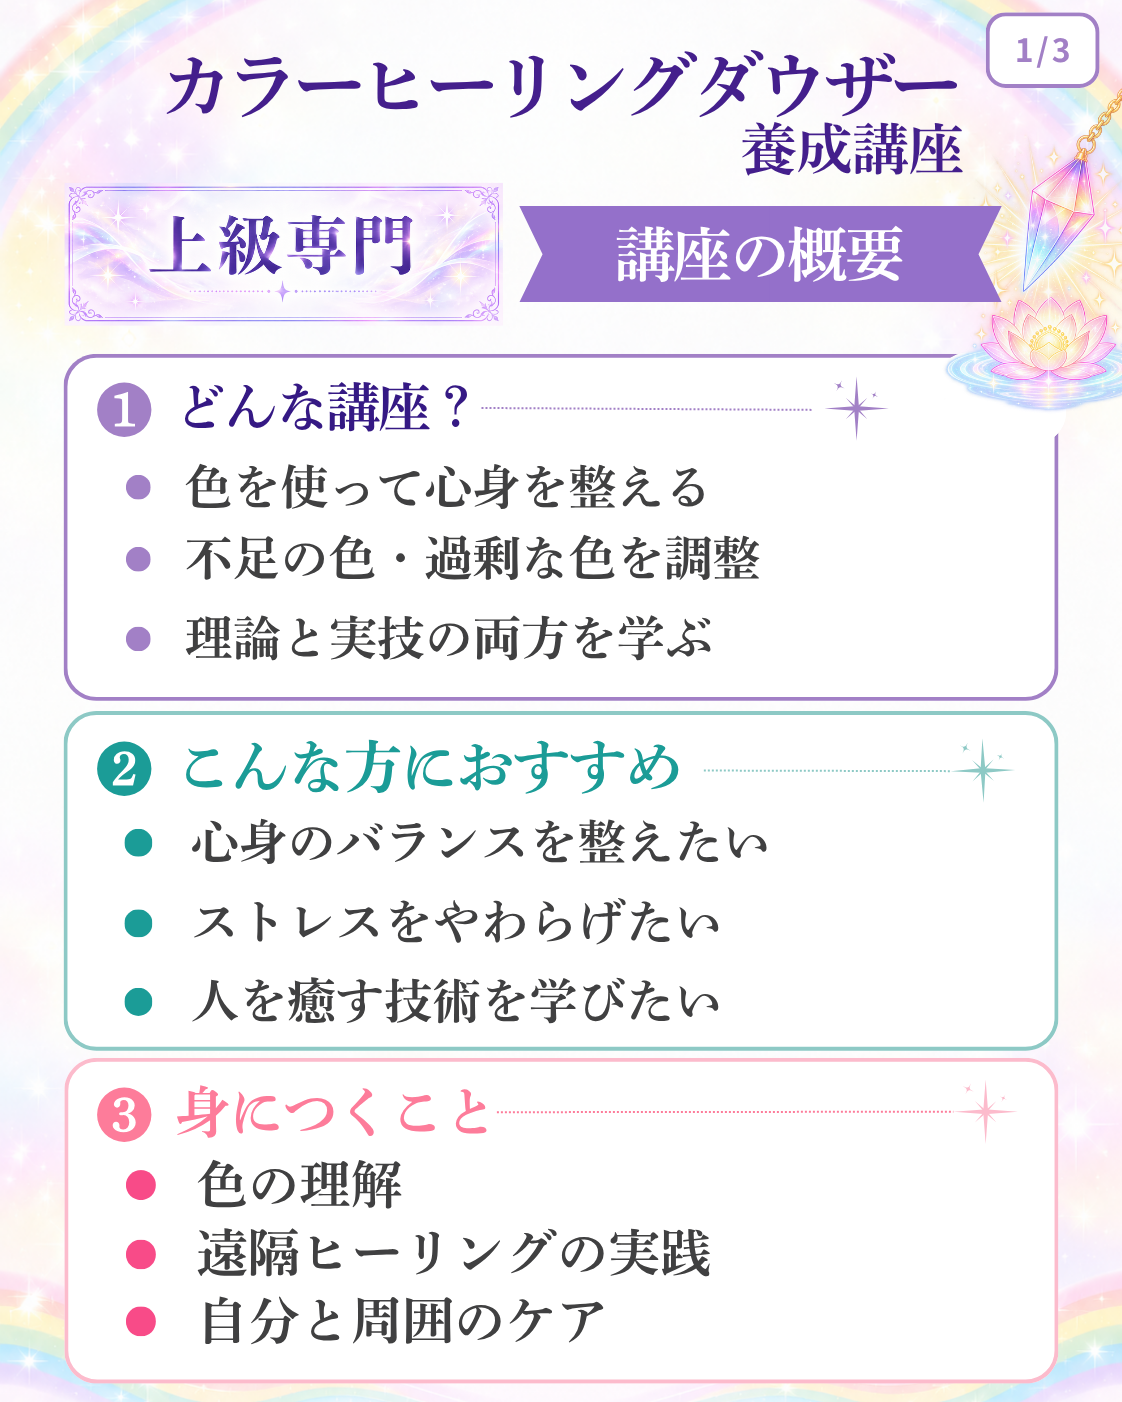 1/3
カラーヒーリングダウザー
養成講座
上級専門
講座の概要
1 どんな講座？
● 色を使って心身を整える
● 不足の色・過剰な色を調整
● 理論と実技の両方を学ぶ
2 こんな方におすすめ
● 心身のバランスを整えたい
● ストレスをやわらげたい
● 人を癒す技術を学びたい
3 身につくこと
● 色の理解
● 遠隔ヒーリングの実践
● 自分と周囲のケア